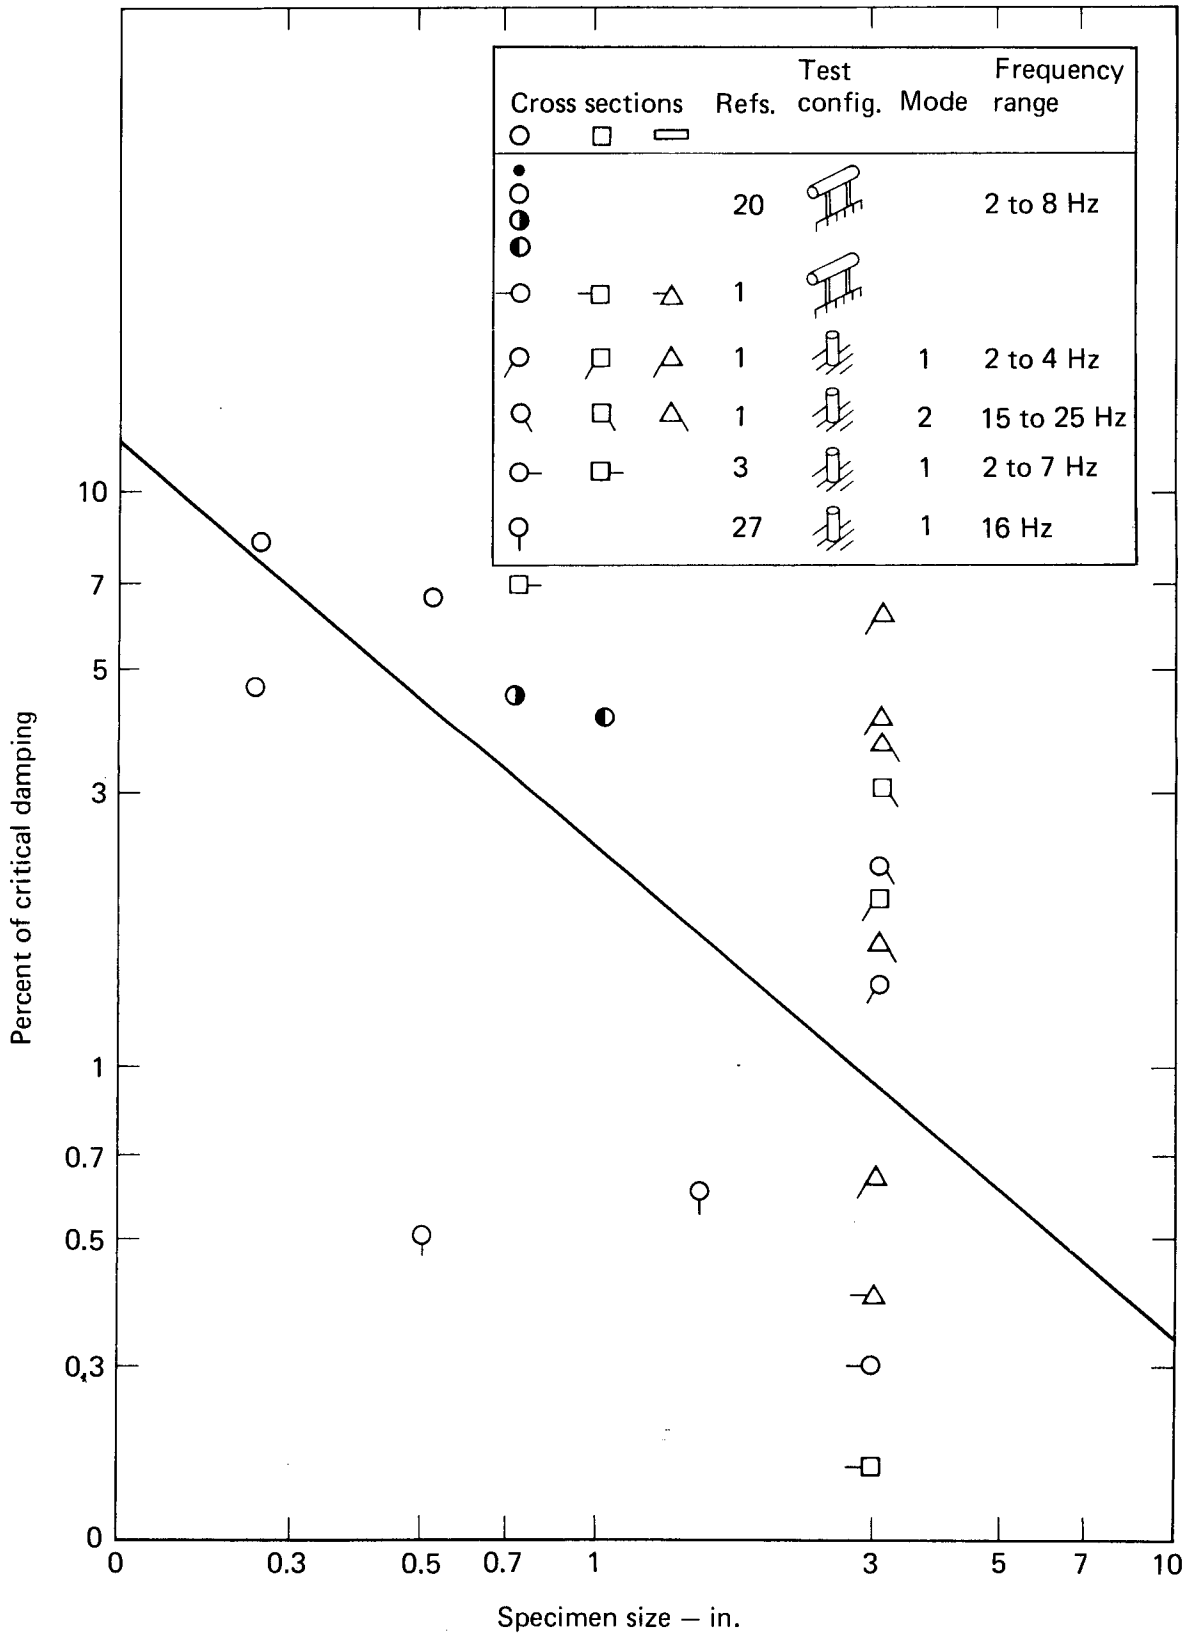 Test Frequency
Cross sections Refs. config. Mode range
20 2 to 8 Hz
1
1 1 2 to 4 Hz
1 2 15 to 25 Hz
3 1 2 to 7 Hz
27 1 16 Hz
10
7
5
3
1
0.7
0.5
0.3
0
Percent of critical damping
0 0.3 0.5 0.7 1 3 5 7 10
Specimen size — in.